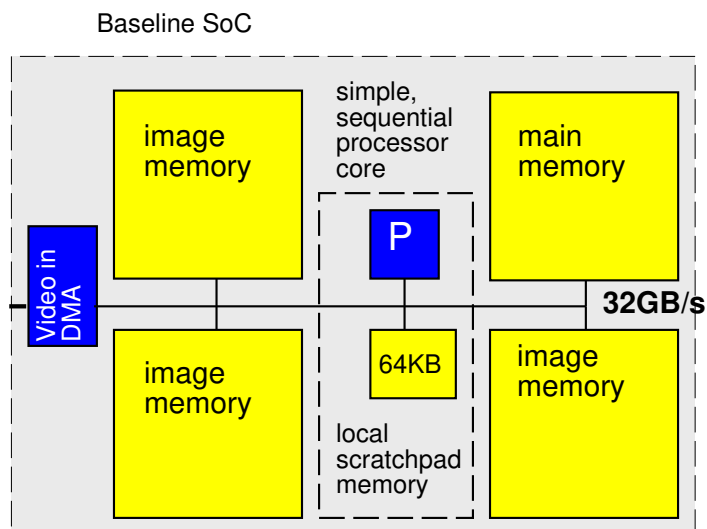 Baseline SoC
image
memory
simple,
sequential
processor
core
main
memory
P
Video in
DMA
32GB/s
image
memory
64KB
image
memory
local
scratchpad
memory